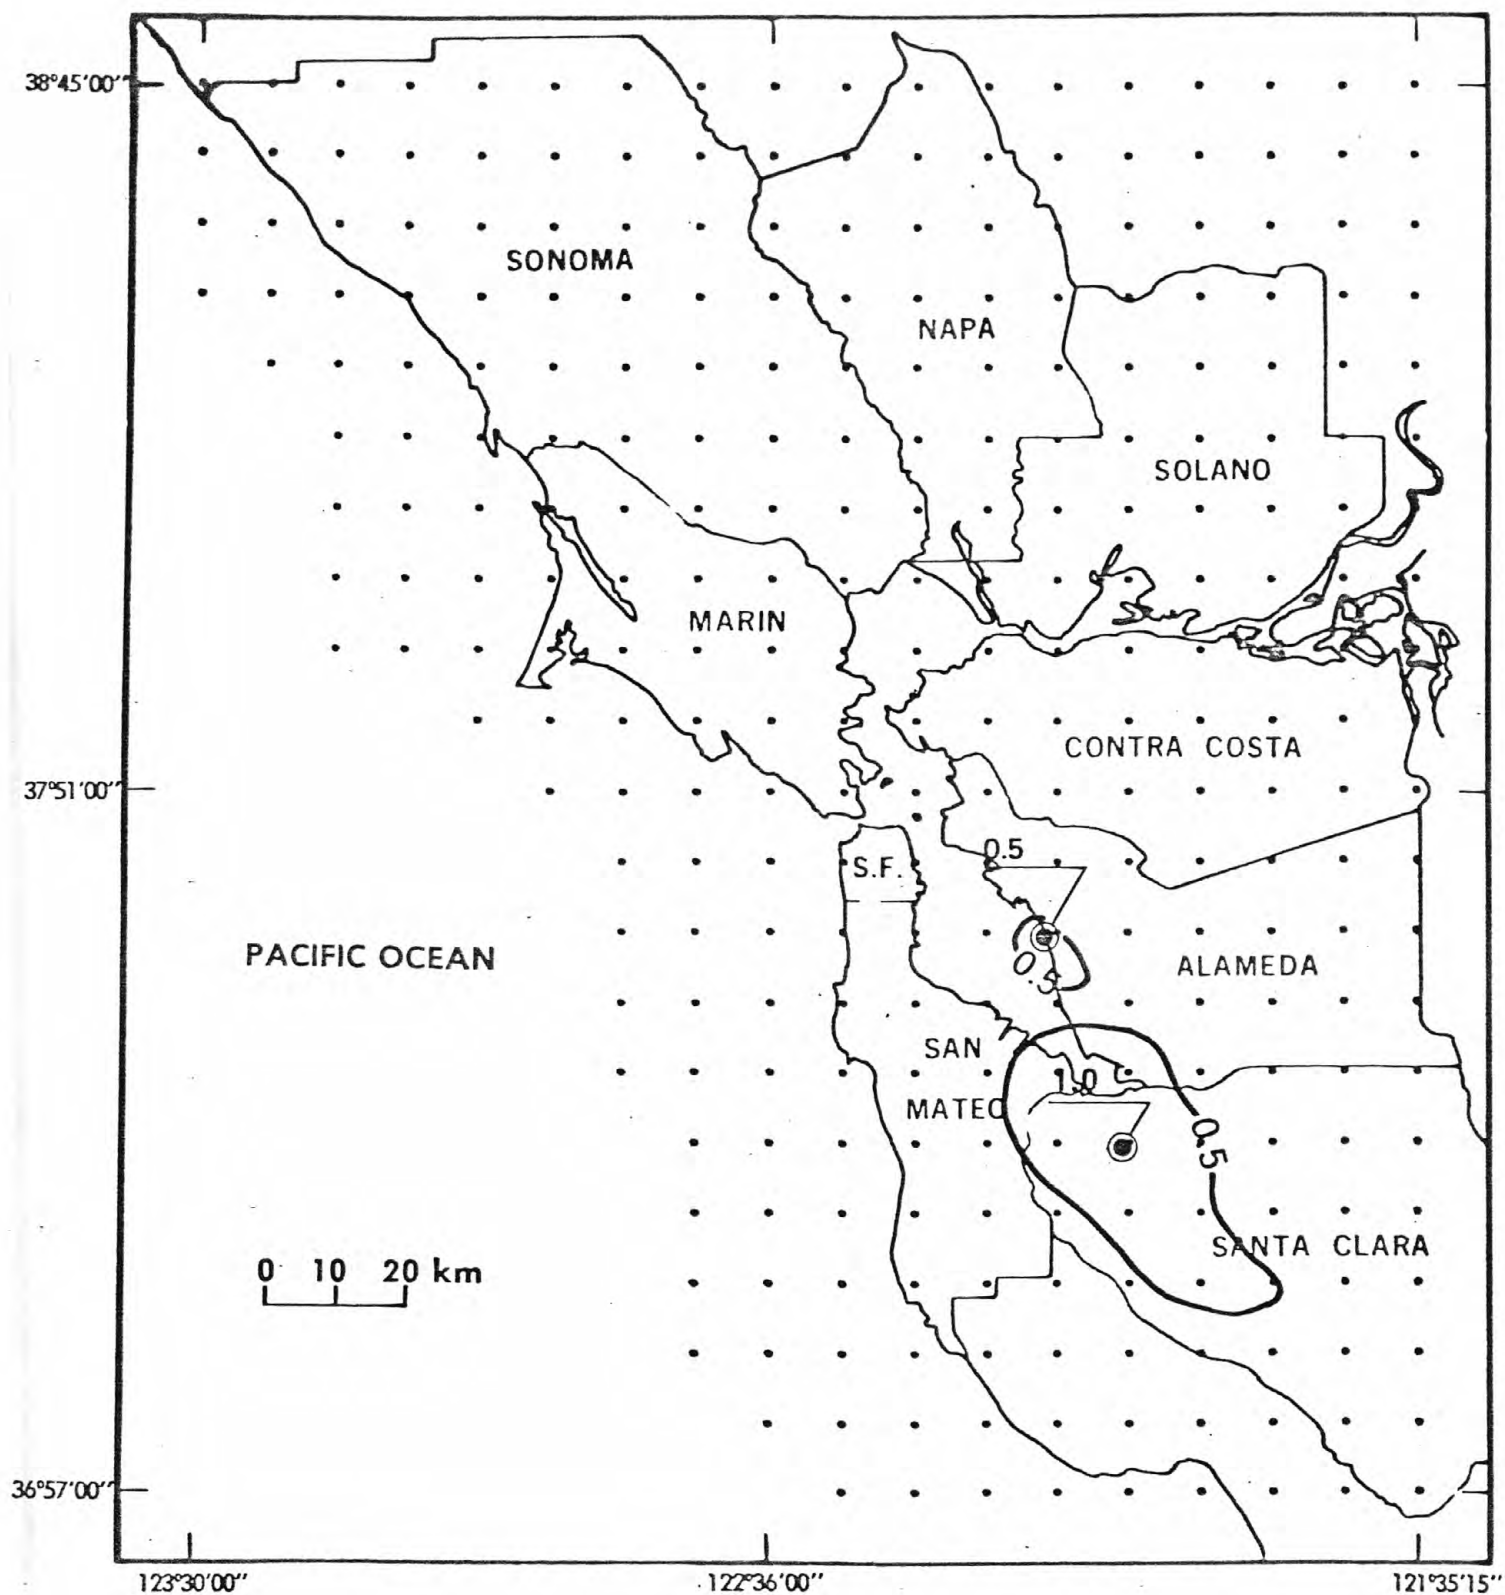 38°45'00"
SONOMA
NAPA
SOLANO
MARIN
CONTRA COSTA
37°51'00"
0.5
S.F.
PACIFIC OCEAN
ALAMEDA
0.5
SAN
MATEO
1.0
0.5
SANTA CLARA
0 10 20 km
36°57'00"
123°30'00" 122°36'00" 121°35'15"